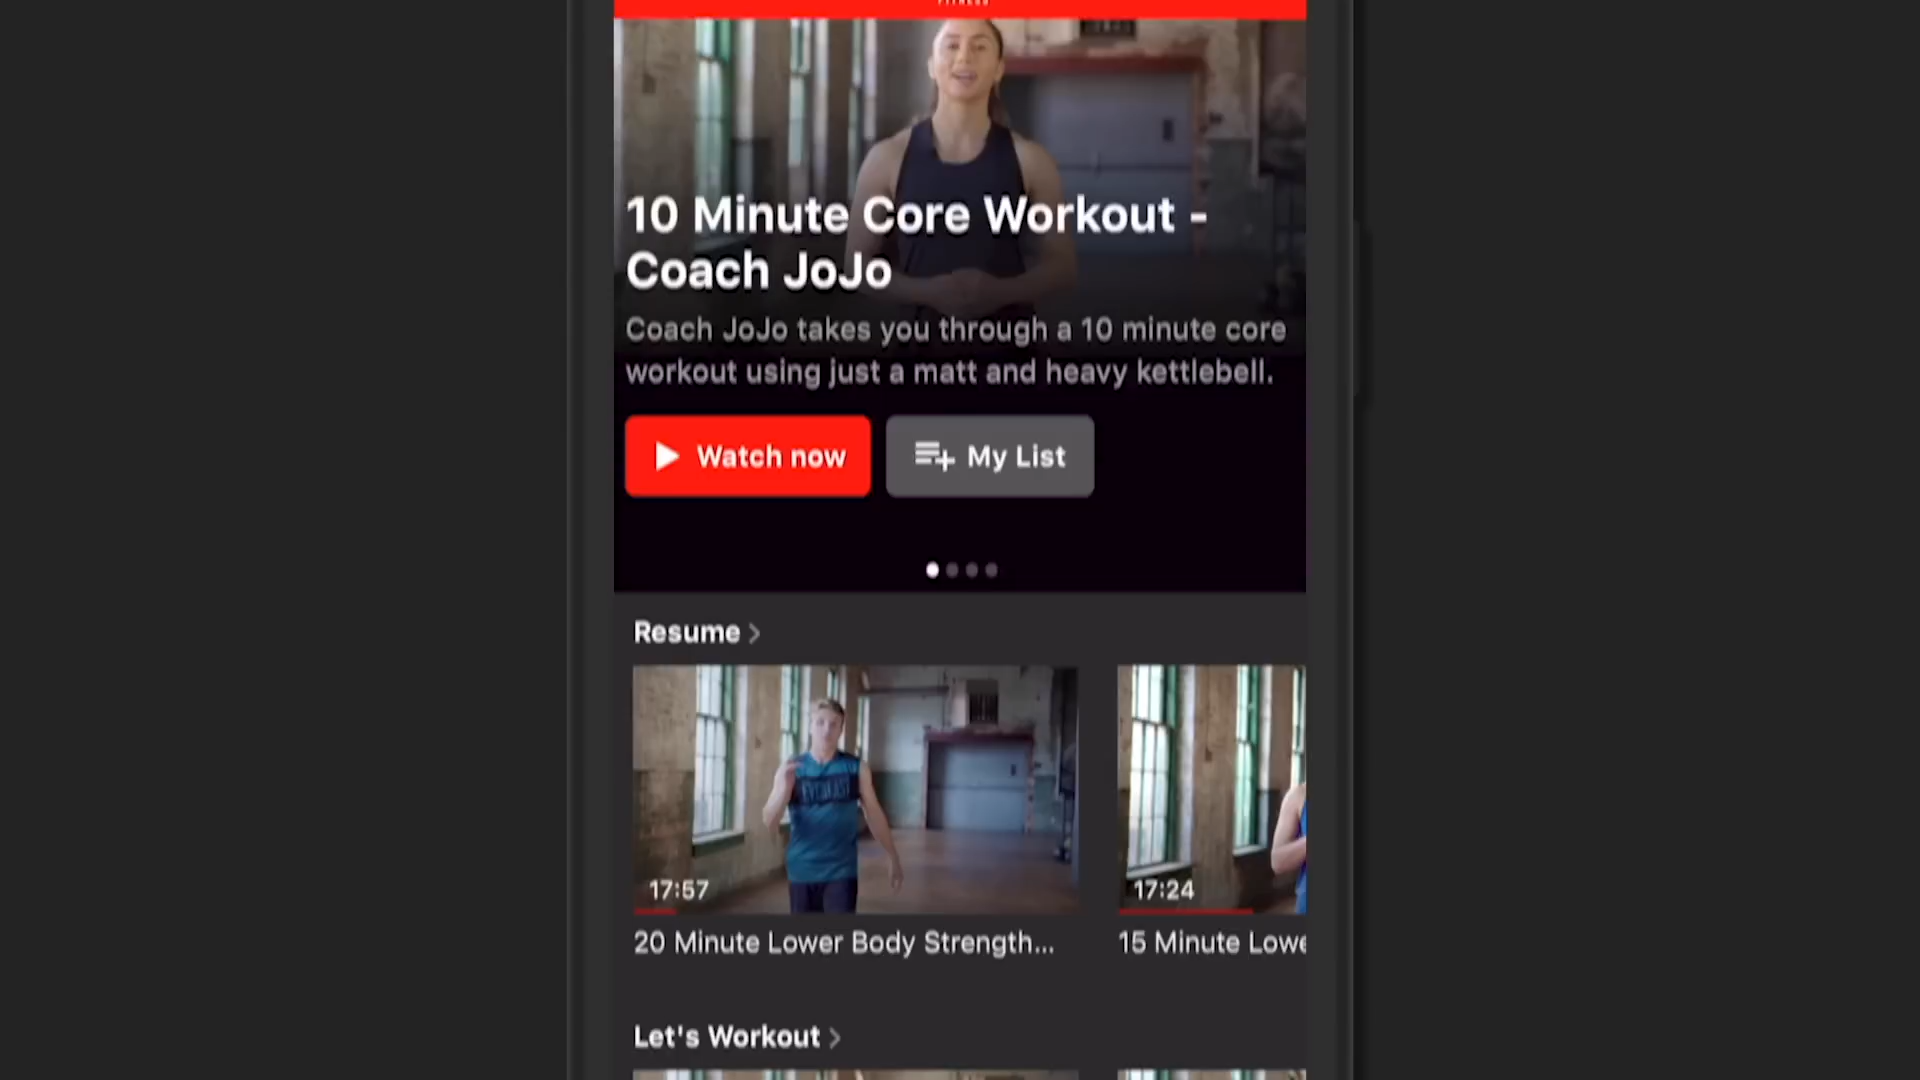 FITNESS
10 Minute Core Workout -
Coach JoJo
Coach JoJo takes you through a 10 minute core
workout using just a matt and heavy kettlebell.
Watch now
My List
Resume
EVERLAST
17:57
17:24
20 Minute Lower Body Strength...
15 Minute Lowe
Let's Workout